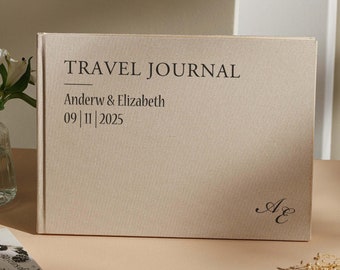 TRAVEL JOURNAL
Anderw & Elizabeth
09 | 11 | 2025
AE